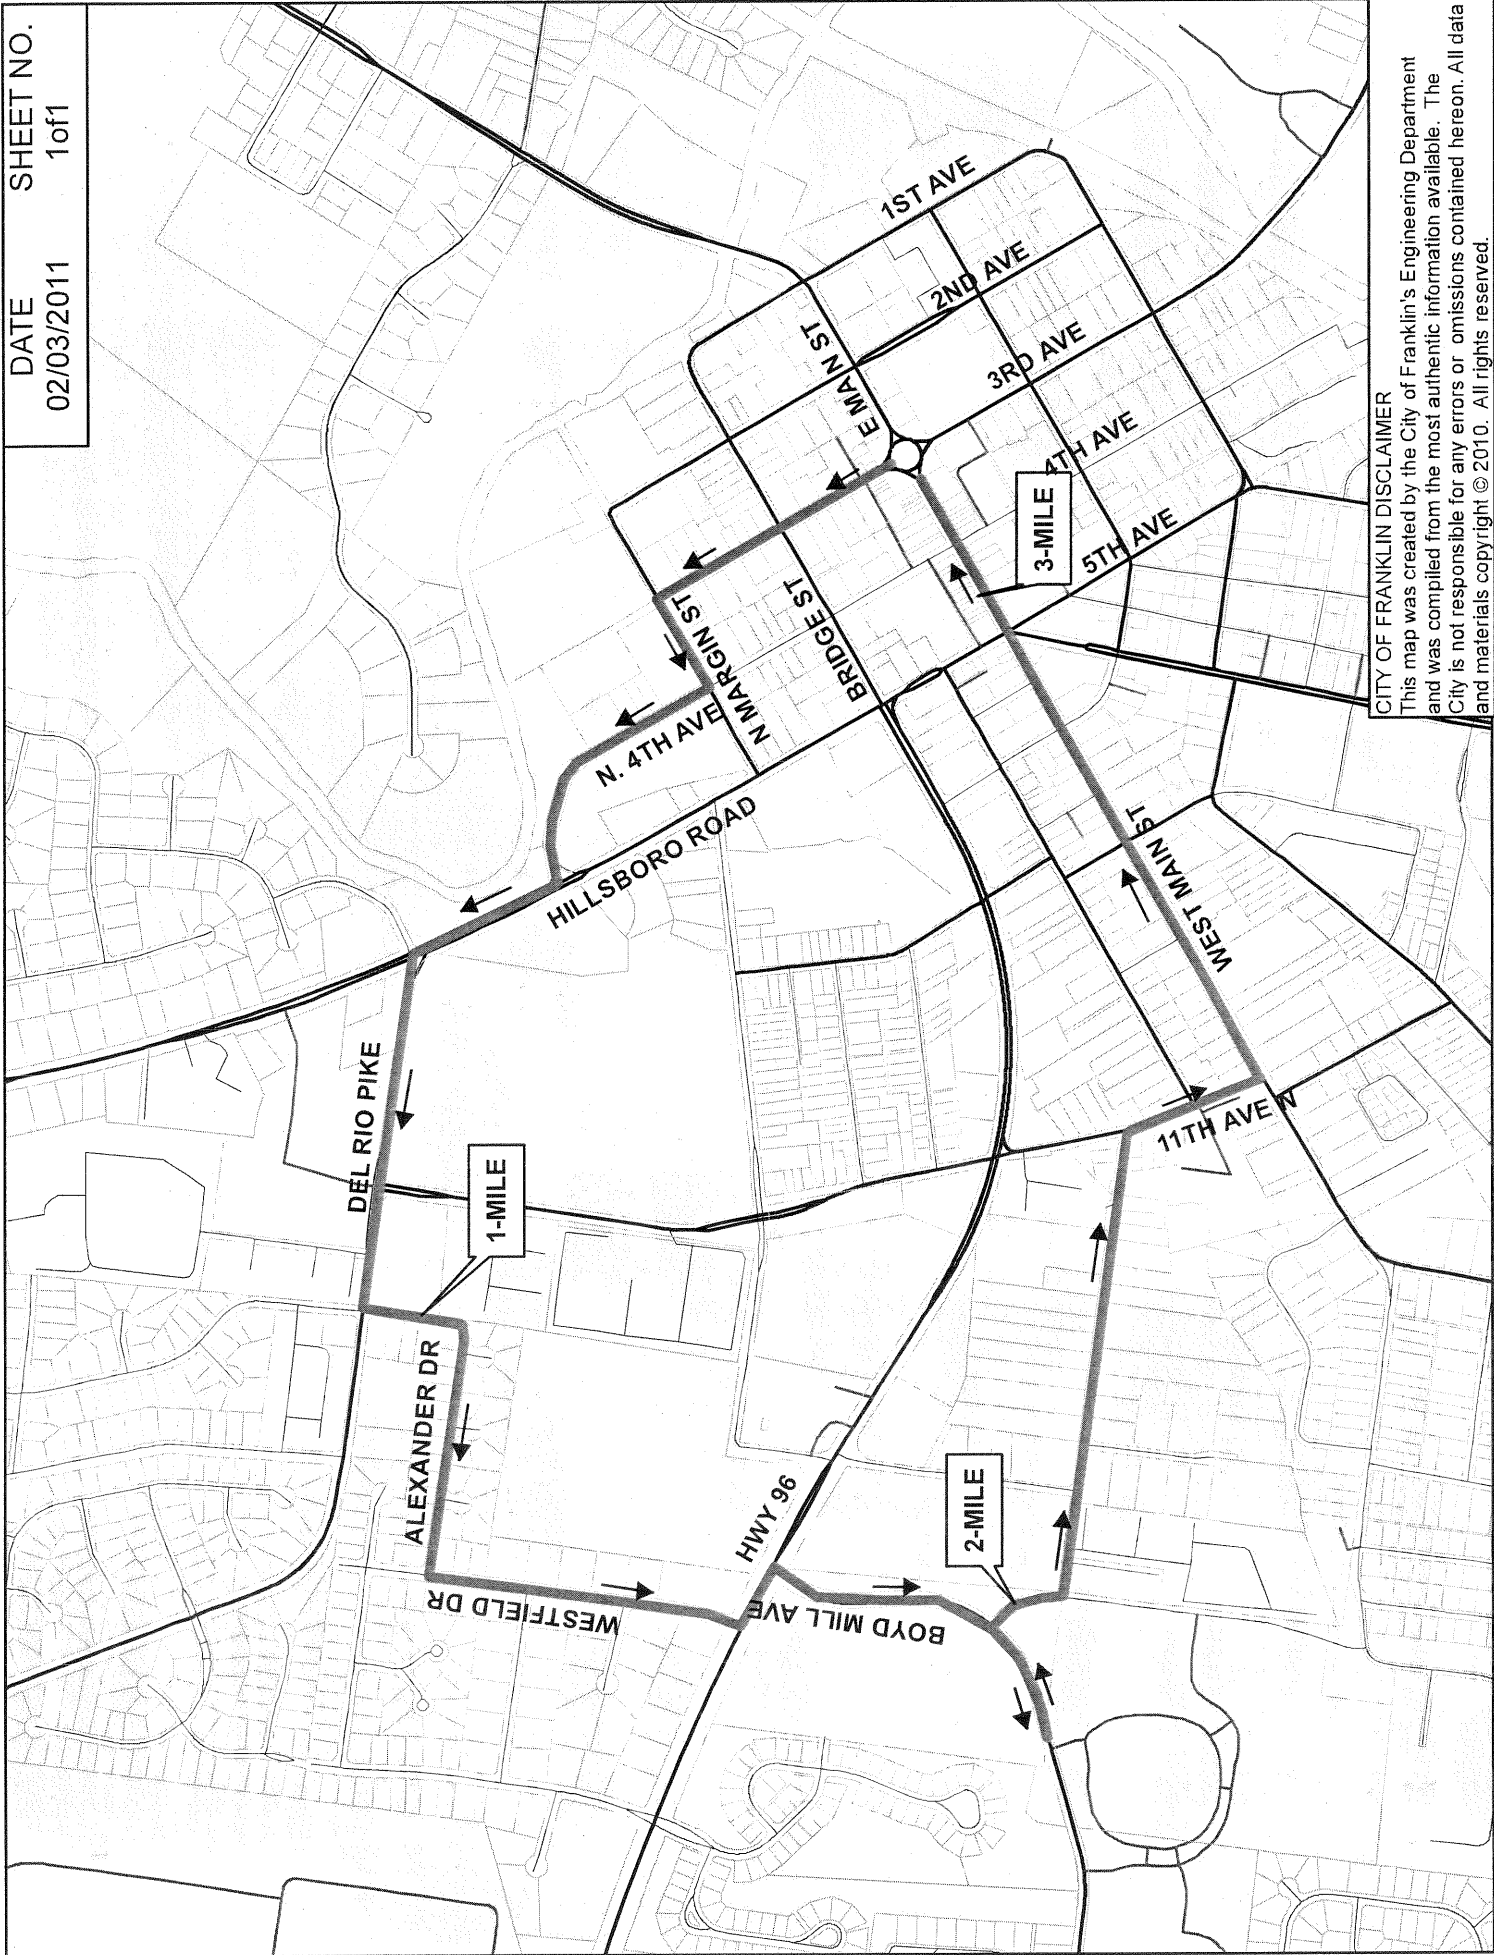 DATE SHEET NO.
02/03/2011 1of1
1ST AVE
2ND AVE
E MAIN ST
3RD AVE
4TH AVE
3-MILE
5TH AVE
N MARGIN ST
BRIDGE ST
N. 4TH AVE
HILLSBORO ROAD
WEST MAIN ST
DEL RIO PIKE
11TH AVE N
1-MILE
ALEXANDER DR
HWY 96
2-MILE
WESTFIELD DR
BOYD MILL AVE
CITY OF FRANKLIN DISCLAIMER
This map was created by the City of Franklin's Engineering Department
and was compiled from the most authentic information available. The
City is not responsible for any errors or omissions contained hereon. All data
and materials copyright © 2010. All rights reserved.